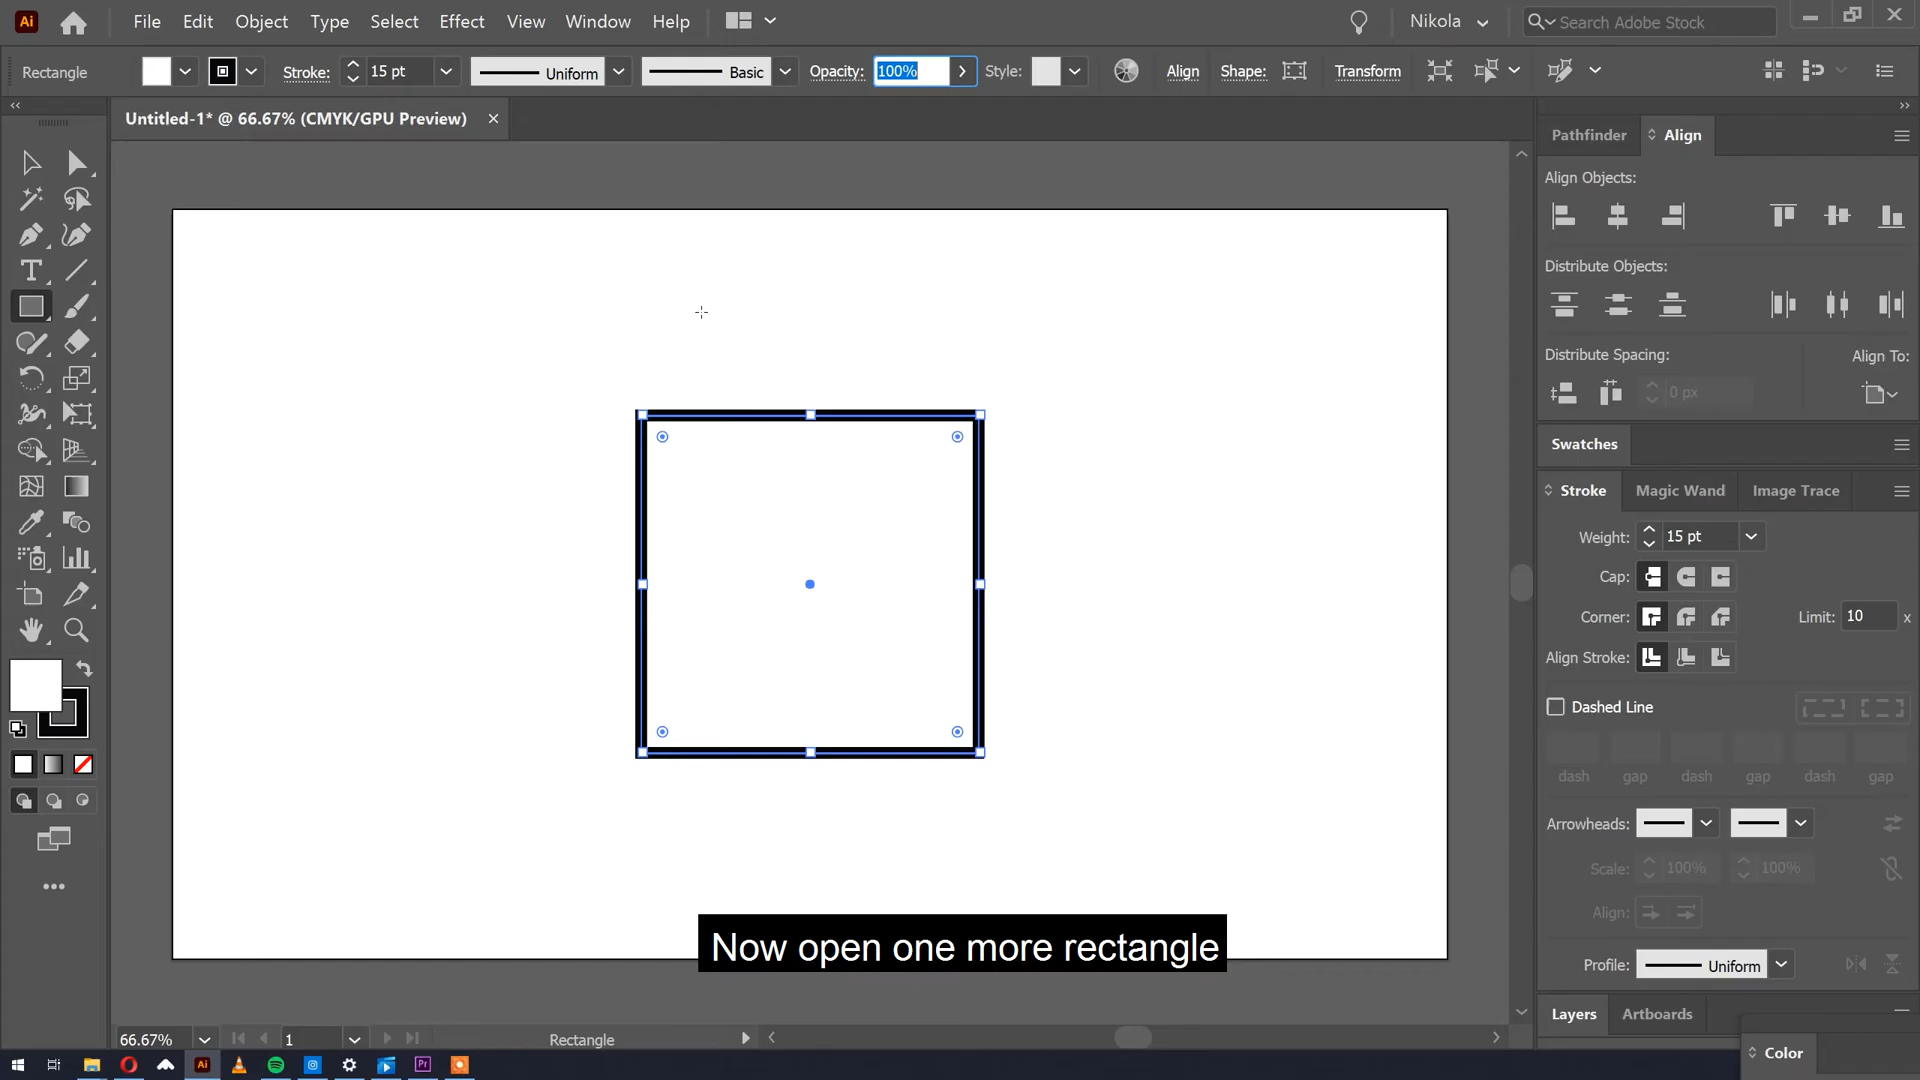 Ai File Edit Object Type Select Effect View Window Help Nikola Search Adobe Stock
Rectangle Stroke: 15 pt Uniform Basic Opacity: 100% Style: Align Shape: Transform
Untitled-1* @ 66.67% (CMYK/GPU Preview)
Pathfinder Align
Align Objects:
Distribute Objects:
Distribute Spacing: Align To:
0 px
Swatches
Stroke Magic Wand Image Trace
Weight: 15 pt
Cap:
Corner: Limit: 10 x
Align Stroke:
Dashed Line
dash gap dash gap dash gap
Arrowheads:
Scale: 100% 100%
Align:
Now open one more rectangle
Profile: Uniform
Layers Artboards
66.67% 1 Rectangle
Color
Ai Pr